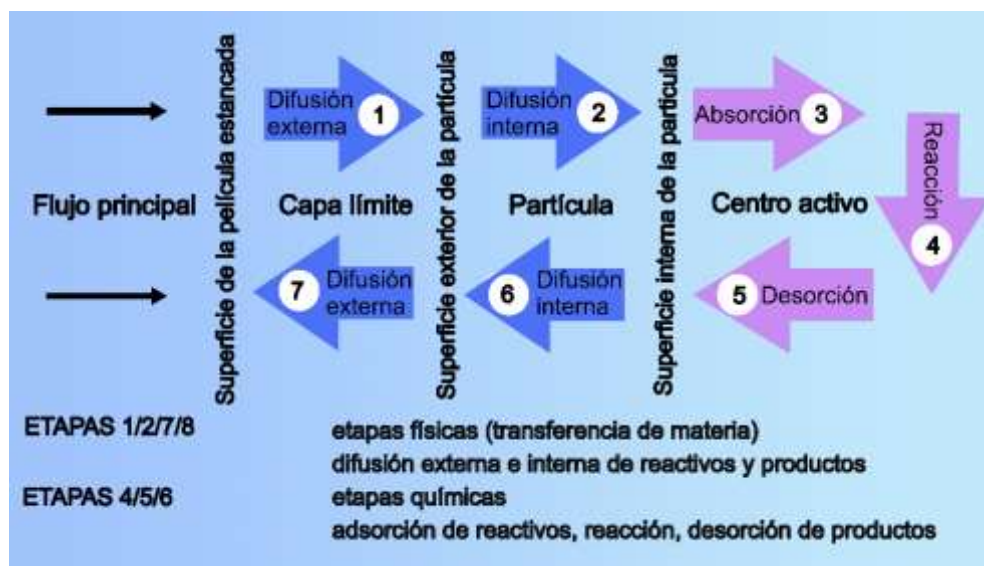 Flujo principal
Superficie de la película estancada
Difusión
externa
1
Capa límite
7
Difusión
externa
Superficie exterior de la partícula
Difusión
interna
2
Partícula
6
Difusión
interna
Superficie interna de la partícula
Absorción
3
Centro activo
5
Desorción
Reacción
4
ETAPAS 1/2/7/8
etapas físicas (transferencia de materia)
difusión externa e interna de reactivos y productos
ETAPAS 4/5/6
etapas químicas
adsorción de reactivos, reacción, desorción de productos